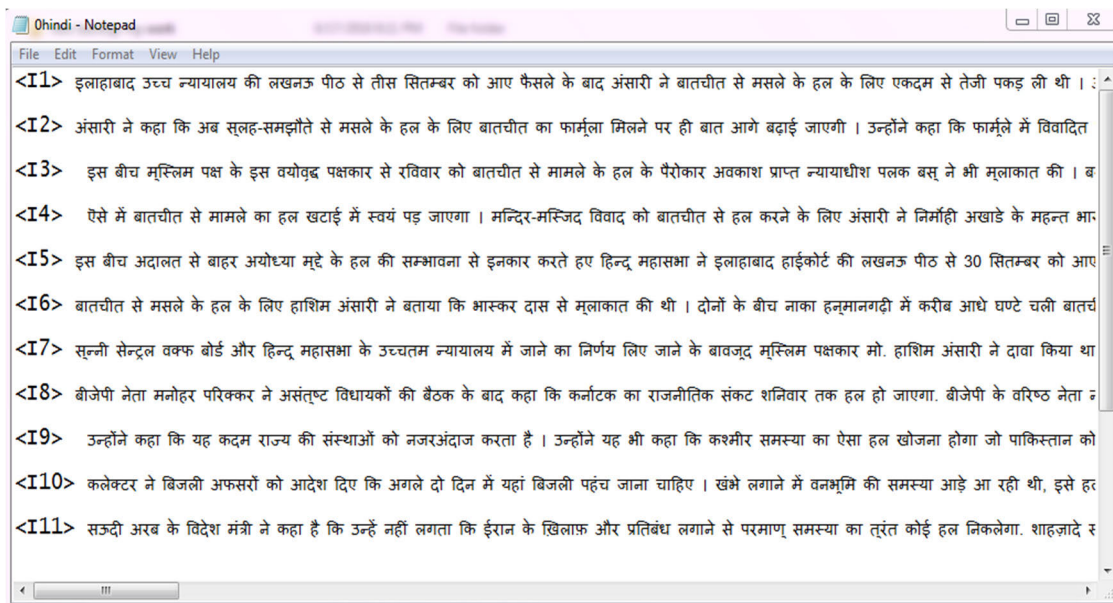 0hindi - Notepad
File Edit Format View Help
<I1> इलाहाबाद उच्च न्यायालय की लखनऊ पीठ से तीस सितम्बर को आए फैसले के बाद अंसारी ने बातचीत से मसले के हल के लिए एकदम से तेजी पकड़ ली थी ।
<I2> अंसारी ने कहा कि अब सुलह-समझौते से मसले के हल के लिए बातचीत का फार्मूला मिलने पर ही बात आगे बढ़ाई जाएगी । उन्होंने कहा कि फार्मूले में विवादित
<I3> इस बीच मुस्लिम पक्ष के इस वयोवृद्ध पक्षकार से रविवार को बातचीत से मामले के हल के पैरोकार अवकाश प्राप्त न्यायाधीश पलक बसु ने भी मुलाकात की ।
<I4> ऎसे में बातचीत से मामले का हल खटाई में स्वयं पड़ जाएगा । मन्दिर-मस्जिद विवाद को बातचीत से हल करने के लिए अंसारी ने निर्मोही अखाडे के महन्त
<I5> इस बीच अदालत से बाहर अयोध्या मुद्दे के हल की सम्भावना से इनकार करते हुए हिन्दू महासभा ने इलाहाबाद हाईकोर्ट की लखनऊ पीठ से 30 सितम्बर को आए
<I6> बातचीत से मसले के हल के लिए हाशिम अंसारी ने बताया कि भास्कर दास से मुलाकात की थी । दोनों के बीच नाका हनुमानगढ़ी में करीब आधे घण्टे चली
<I7> सुन्नी सेन्ट्रल वक्फ बोर्ड और हिन्दू महासभा के उच्चतम न्यायालय में जाने का निर्णय लिए जाने के बावजूद मुस्लिम पक्षकार मो. हाशिम अंसारी ने दावा किया था
<I8> बीजेपी नेता मनोहर परिक्कर ने असंतुष्ट विधायकों की बैठक के बाद कहा कि कर्नाटक का राजनीतिक संकट शनिवार तक हल हो जाएगा. बीजेपी के वरिष्ठ नेता
<I9> उन्होंने कहा कि यह कदम राज्य की संस्थाओं को नजरअंदाज करता है । उन्होंने यह भी कहा कि कश्मीर समस्या का ऐसा हल खोजना होगा जो पाकिस्तान को
<I10> कलेक्टर ने बिजली अफसरों को आदेश दिए कि अगले दो दिन में यहां बिजली पहुंच जाना चाहिए । खंभे लगाने में वनभूमि की समस्या आड़े आ रही थी, इसे
<I11> सऊदी अरब के विदेश मंत्री ने कहा है कि उन्हें नहीं लगता कि ईरान के ख़िलाफ़ और प्रतिबंध लगाने से परमाणु समस्या का तुरंत कोई हल निकलेगा. शाहज़ादे